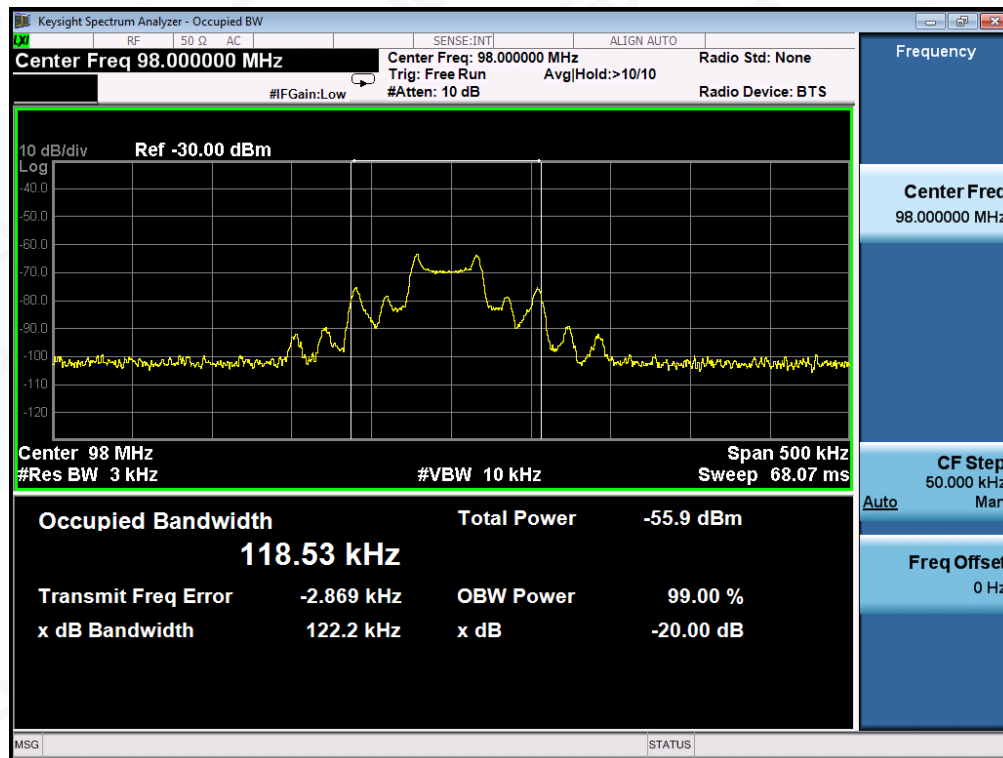 Keysight Spectrum Analyzer - Occupied BW
LXI RF 50 Ω AC SENSE:INT ALIGN AUTO
Center Freq 98.000000 MHz
Center Freq: 98.000000 MHz Radio Std: None
Trig: Free Run Avg|Hold:>10/10
#IFGain:Low #Atten: 10 dB Radio Device: BTS
Frequency
10 dB/div Ref -30.00 dBm
Log
-40.0
-50.0
-60.0
-70.0
-80.0
-90.0
-100
-110
-120
Center 98 MHz Span 500 kHz
#Res BW 3 kHz #VBW 10 kHz Sweep 68.07 ms
Center Freq
98.000000 MHz
CF Step
50.000 kHz
Auto Man
Freq Offset
0 Hz
Occupied Bandwidth Total Power -55.9 dBm
118.53 kHz
Transmit Freq Error -2.869 kHz OBW Power 99.00 %
x dB Bandwidth 122.2 kHz x dB -20.00 dB
MSG STATUS